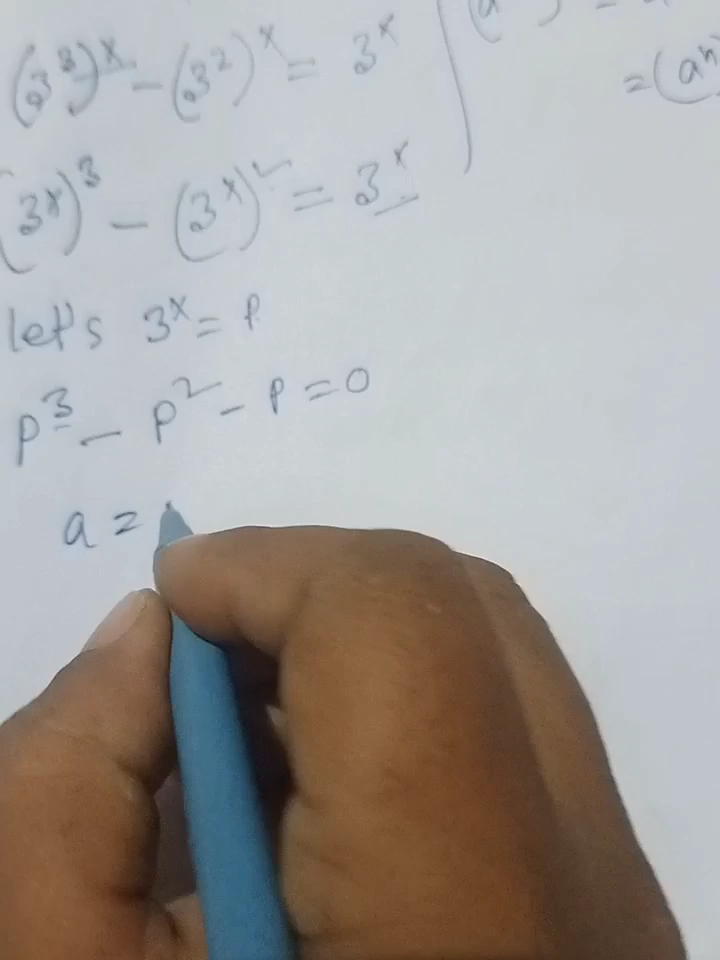 (3³)ˣ - (3²)ˣ = 3ˣ
(3ˣ)³ - (3ˣ)² = 3ˣ
let's 3ˣ = P
P³ - P² - P = 0
a =